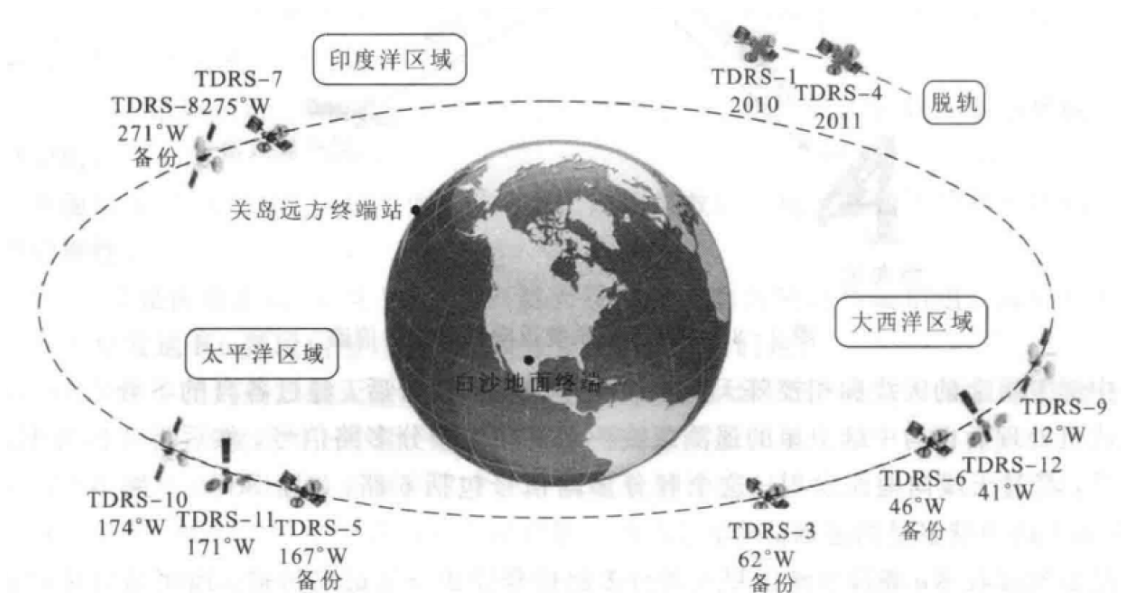 印度洋区域
TDRS-7
275°W
TDRS-8
271°W
备份
TDRS-1
2010
TDRS-4
2011
脱轨
关岛远方终端站
大西洋区域
太平洋区域
白沙地面终端
TDRS-9
12°W
TDRS-12
41°W
TDRS-6
46°W
备份
TDRS-10
174°W
TDRS-11
171°W
TDRS-5
167°W
备份
TDRS-3
62°W
备份